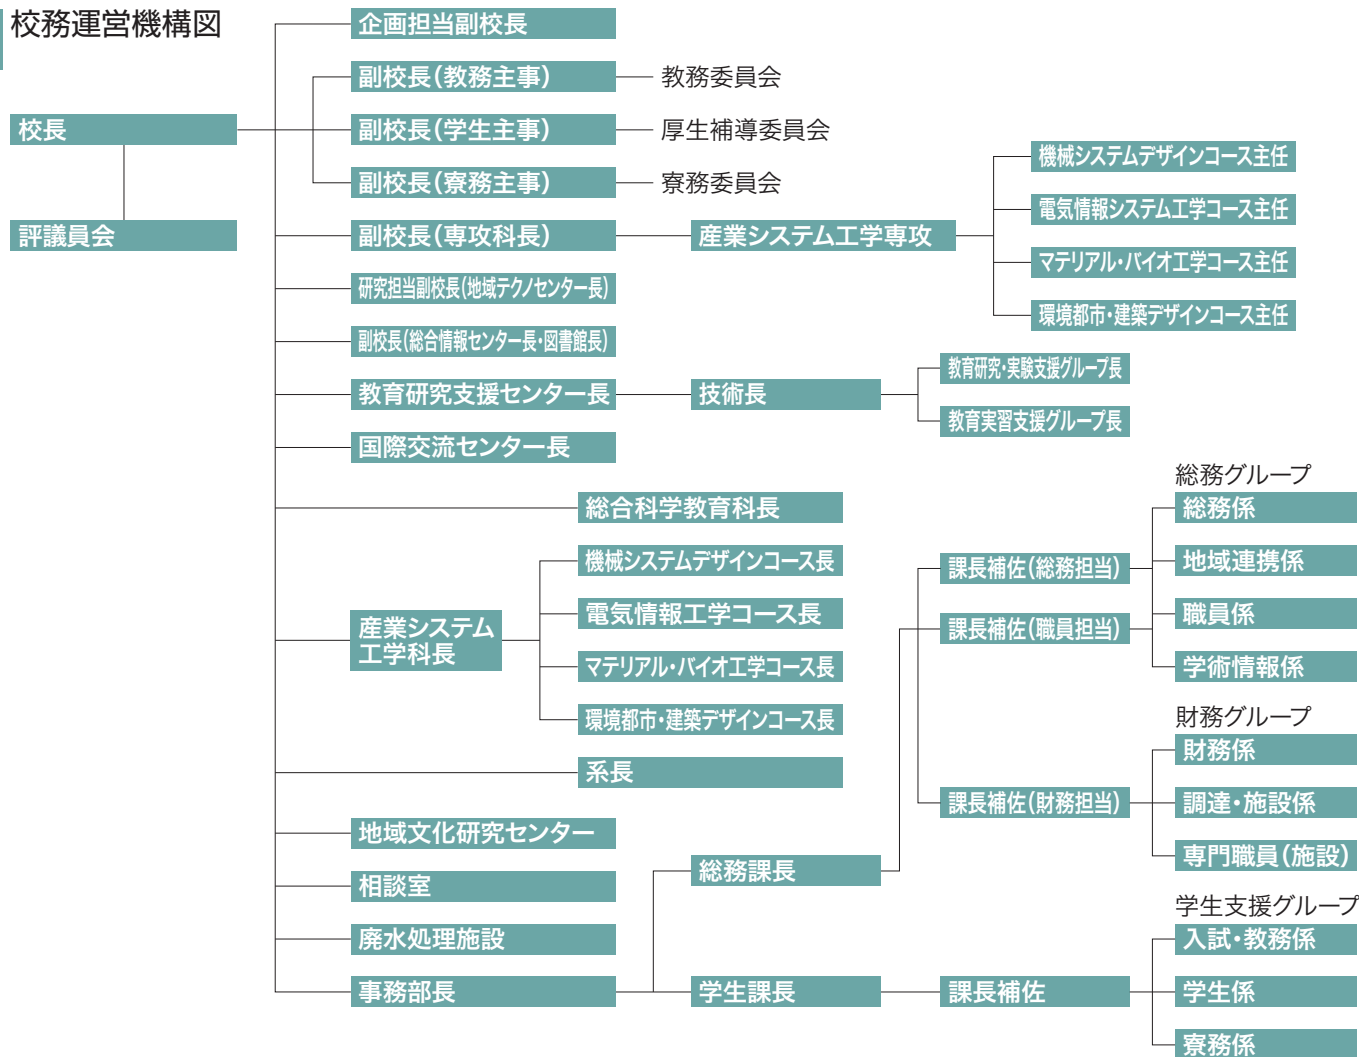 校務運営機構図
校長
評議員会
企画担当副校長
副校長(教務主事)
教務委員会
副校長(学生主事)
厚生補導委員会
副校長(寮務主事)
寮務委員会
副校長(専攻科長)
産業システム工学専攻
機械システムデザインコース主任
電気情報システム工学コース主任
マテリアル・バイオ工学コース主任
環境都市・建築デザインコース主任
研究担当副校長(地域テクノセンター長)
副校長(総合情報センター長・図書館長)
教育研究支援センター長
技術長
教育研究・実験支援グループ長
教育実習支援グループ長
国際交流センター長
総合科学教育科長
産業システム
工学科長
機械システムデザインコース長
電気情報工学コース長
マテリアル・バイオ工学コース長
環境都市・建築デザインコース長
系長
地域文化研究センター
相談室
廃水処理施設
事務部長
総務課長
課長補佐(総務担当)
課長補佐(職員担当)
総務グループ
総務係
地域連携係
職員係
学術情報係
課長補佐(財務担当)
財務グループ
財務係
調達・施設係
専門職員(施設)
学生課長
課長補佐
学生支援グループ
入試・教務係
学生係
寮務係